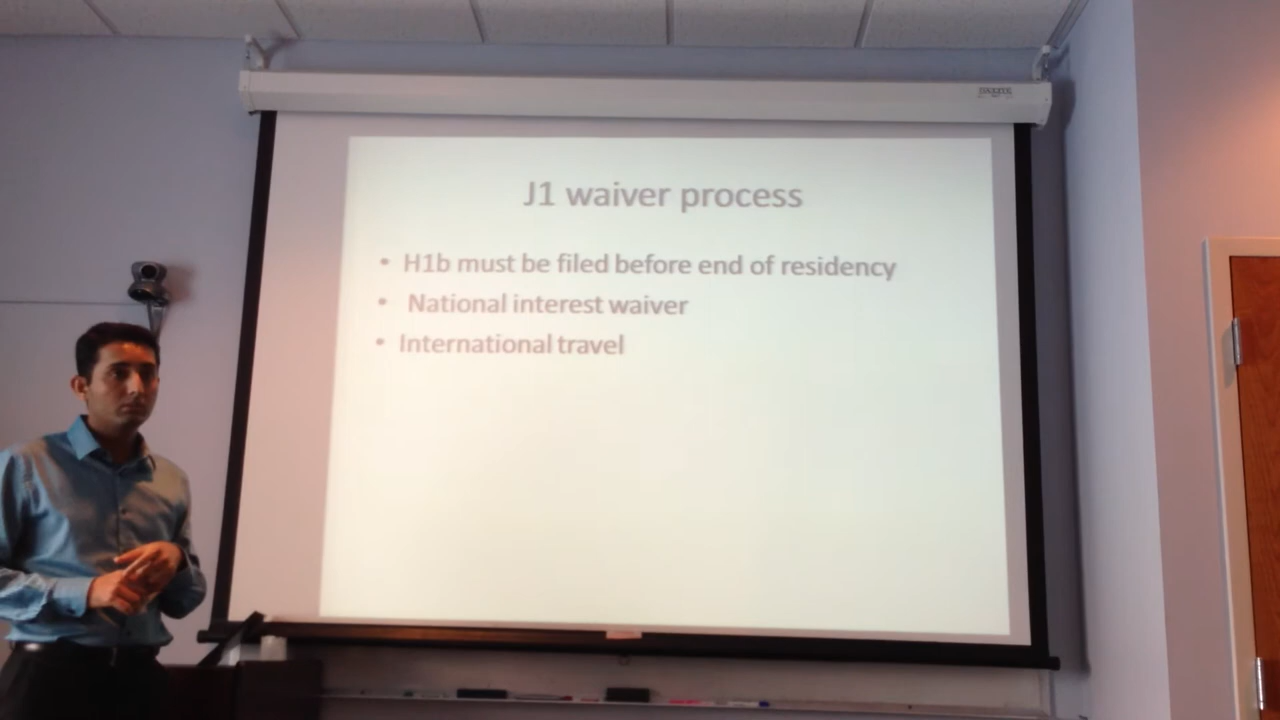 J1 waiver process
• H1b must be filed before end of residency
• National interest waiver
• International travel